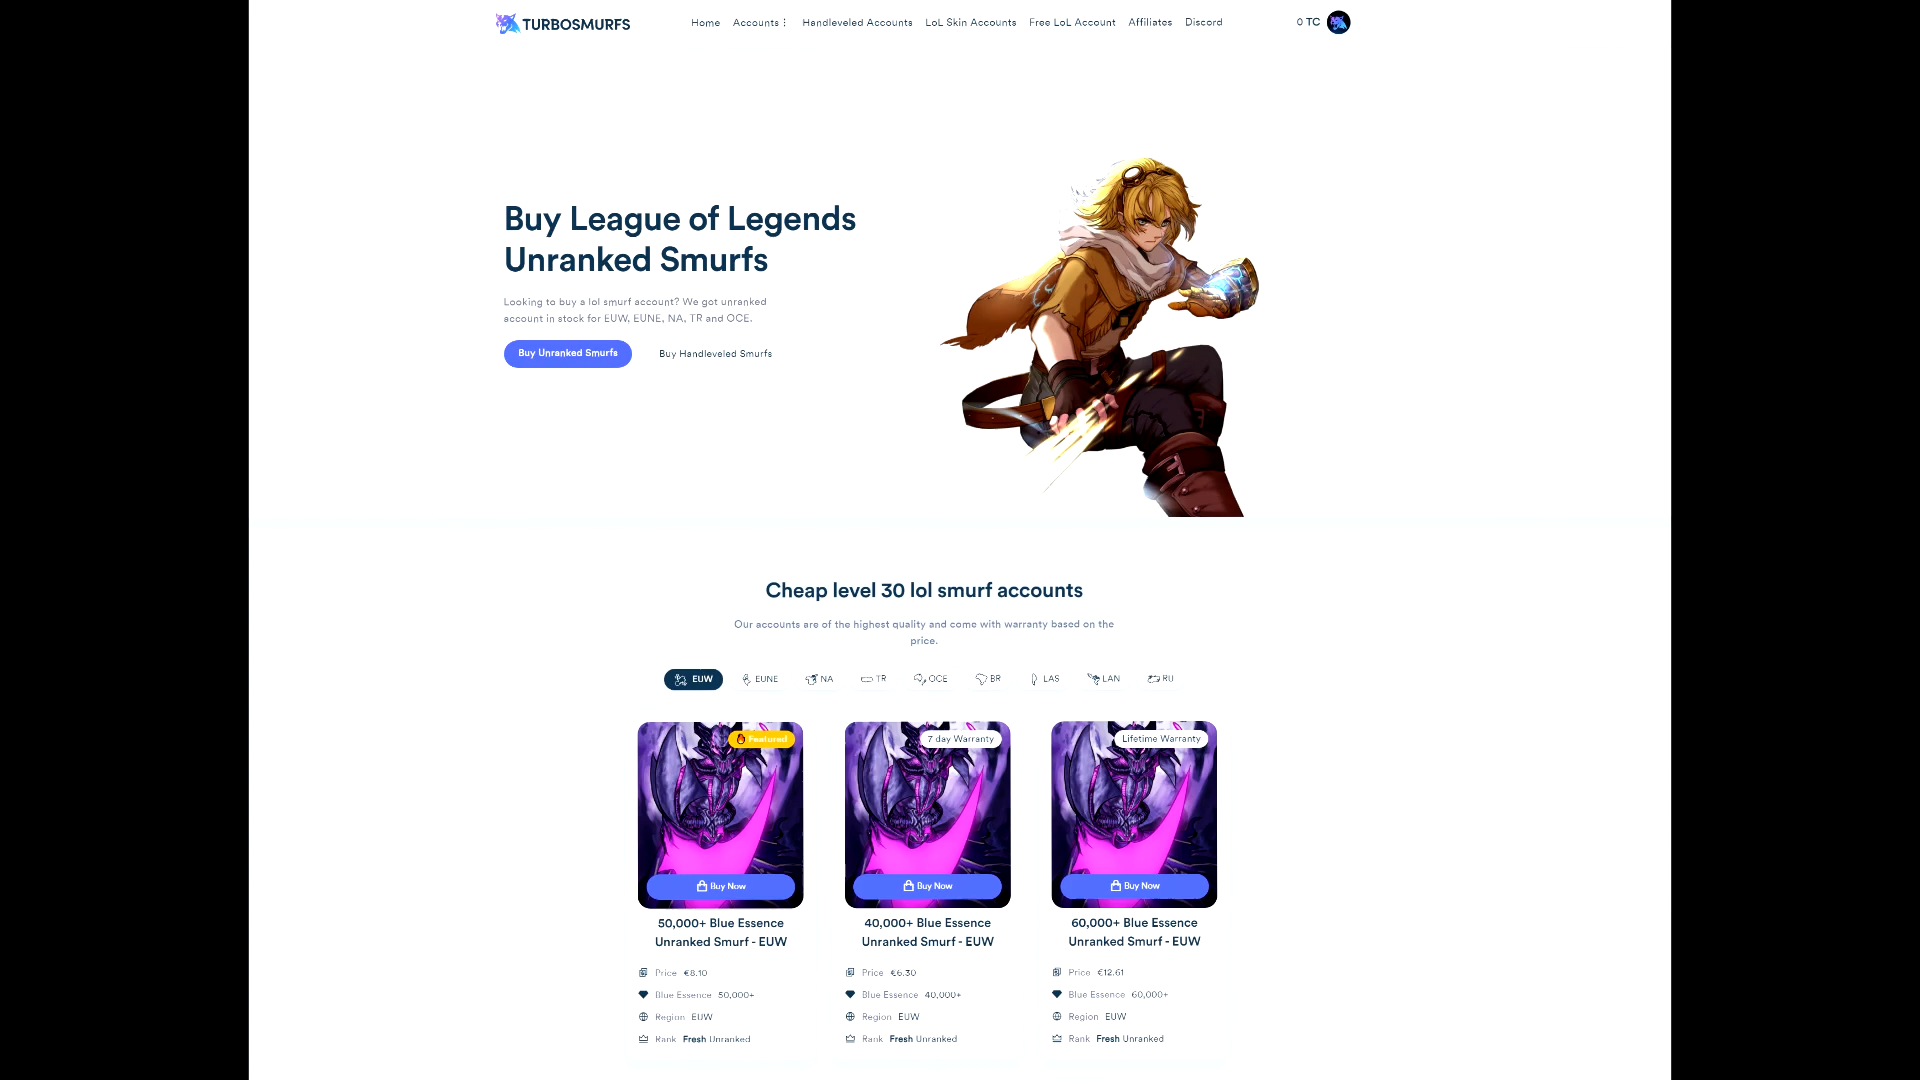 TURBOSMURFS
Home Accounts Handleveled Accounts LoL Skin Accounts Free LoL Account Affiliates Discord
0 TC
Buy League of Legends
Unranked Smurfs
Looking to buy a lol smurf account? We got unranked
account in stock for EUW, EUNE, NA, TR and OCE.
Buy Unranked Smurfs
Buy Handleveled Smurfs
Cheap level 30 lol smurf accounts
Our accounts are of the highest quality and come with warranty based on the
price.
EUW EUNE NA TR OCE BR LAS LAN RU
Featured
Buy Now
50,000+ Blue Essence
Unranked Smurf - EUW
Price €8.10
Blue Essence 50,000+
Region EUW
Rank Fresh Unranked
7 day Warranty
Buy Now
40,000+ Blue Essence
Unranked Smurf - EUW
Price €6.30
Blue Essence 40,000+
Region EUW
Rank Fresh Unranked
Lifetime Warranty
Buy Now
60,000+ Blue Essence
Unranked Smurf - EUW
Price €12.61
Blue Essence 60,000+
Region EUW
Rank Fresh Unranked